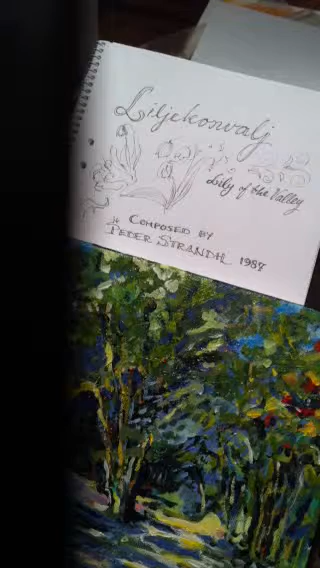 Liljekonvalj
Lily of the Valley
COMPOSED BY
PEDER STRANDH 1987